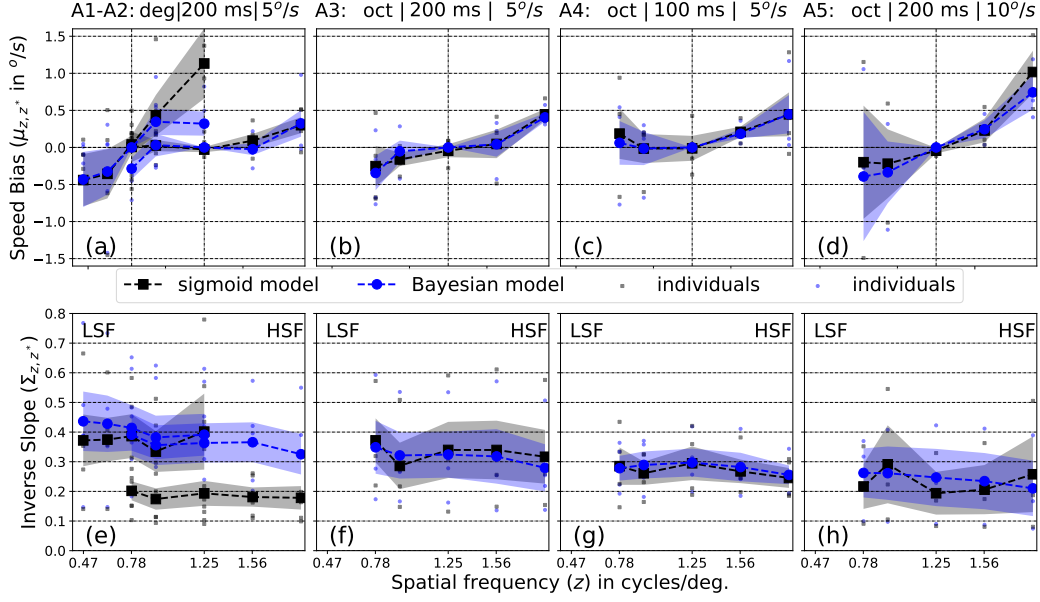 A1-A2: deg|200 ms|5°/s
A3: oct | 200 ms | 5°/s
A4: oct | 100 ms | 5°/s
A5: oct | 200 ms | 10°/s
Speed Bias (μz,z*) in °/s
1.5
1.0
0.5
0.0
−0.5
−1.0
−1.5
(a)
(b)
(c)
(d)
sigmoid model
Bayesian model
individuals
individuals
Inverse Slope (Σz,z*)
0.8
0.7
0.6
0.5
0.4
0.3
0.2
0.1
0.0
LSF HSF
LSF HSF
LSF HSF
LSF HSF
(e)
(f)
(g)
(h)
0.47 0.78 1.25 1.56
0.47 0.78 1.25 1.56
0.47 0.78 1.25 1.56
0.47 0.78 1.25 1.56
Spatial frequency (z) in cycles/deg.